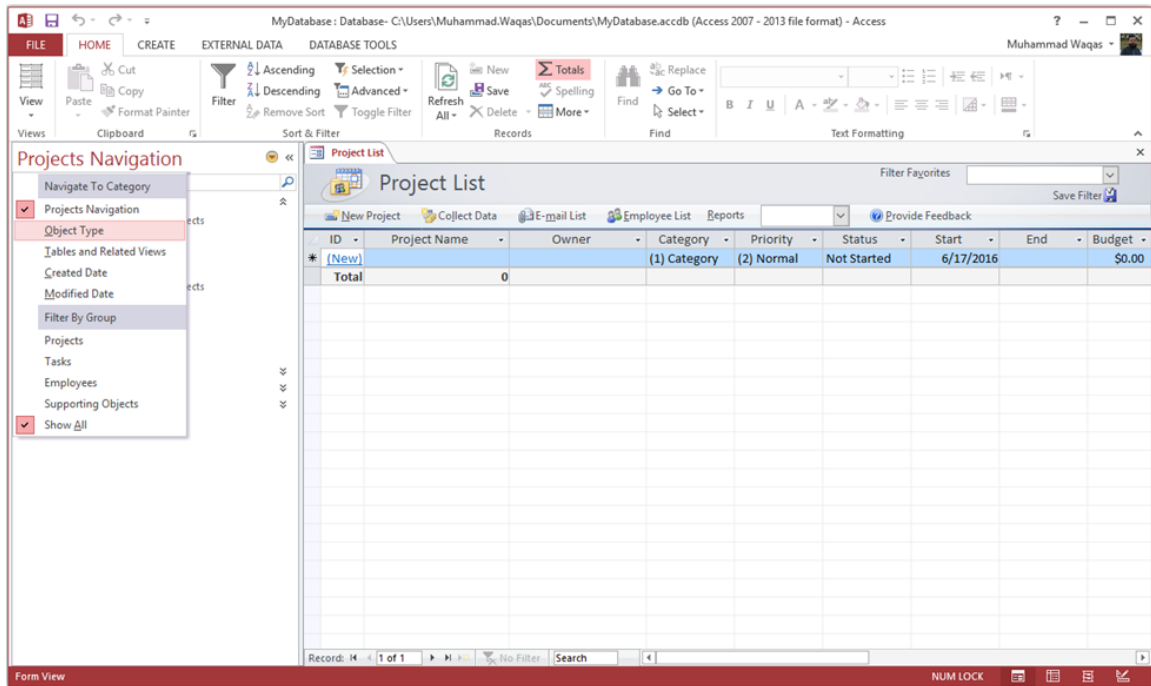 MyDatabase : Database- C:\Users\Muhammad.Waqas\Documents\MyDatabase.accdb (Access 2007 - 2013 file format) - Access
FILE HOME CREATE EXTERNAL DATA DATABASE TOOLS Muhammad Waqas
View
Views
Paste
Cut
Copy
Format Painter
Clipboard
Filter
Ascending
Descending
Remove Sort
Selection
Advanced
Toggle Filter
Sort & Filter
Refresh
All
New
Save
Delete
Totals
Spelling
More
Records
Find
Replace
Go To
Select
Find
B I U A
Text Formatting
Projects Navigation
Navigate To Category
Projects Navigation
Object Type
Tables and Related Views
Created Date
Modified Date
Filter By Group
Projects
Tasks
Employees
Supporting Objects
Show All
ects
ects
Project List
Project List
Filter Favorites
Save Filter
New Project Collect Data E-mail List Employee List Reports Provide Feedback
ID Project Name Owner Category Priority Status Start End Budget
(New) (1) Category (2) Normal Not Started 6/17/2016 $0.00
Total 0
Record: 1 of 1 No Filter Search
Form View NUM LOCK